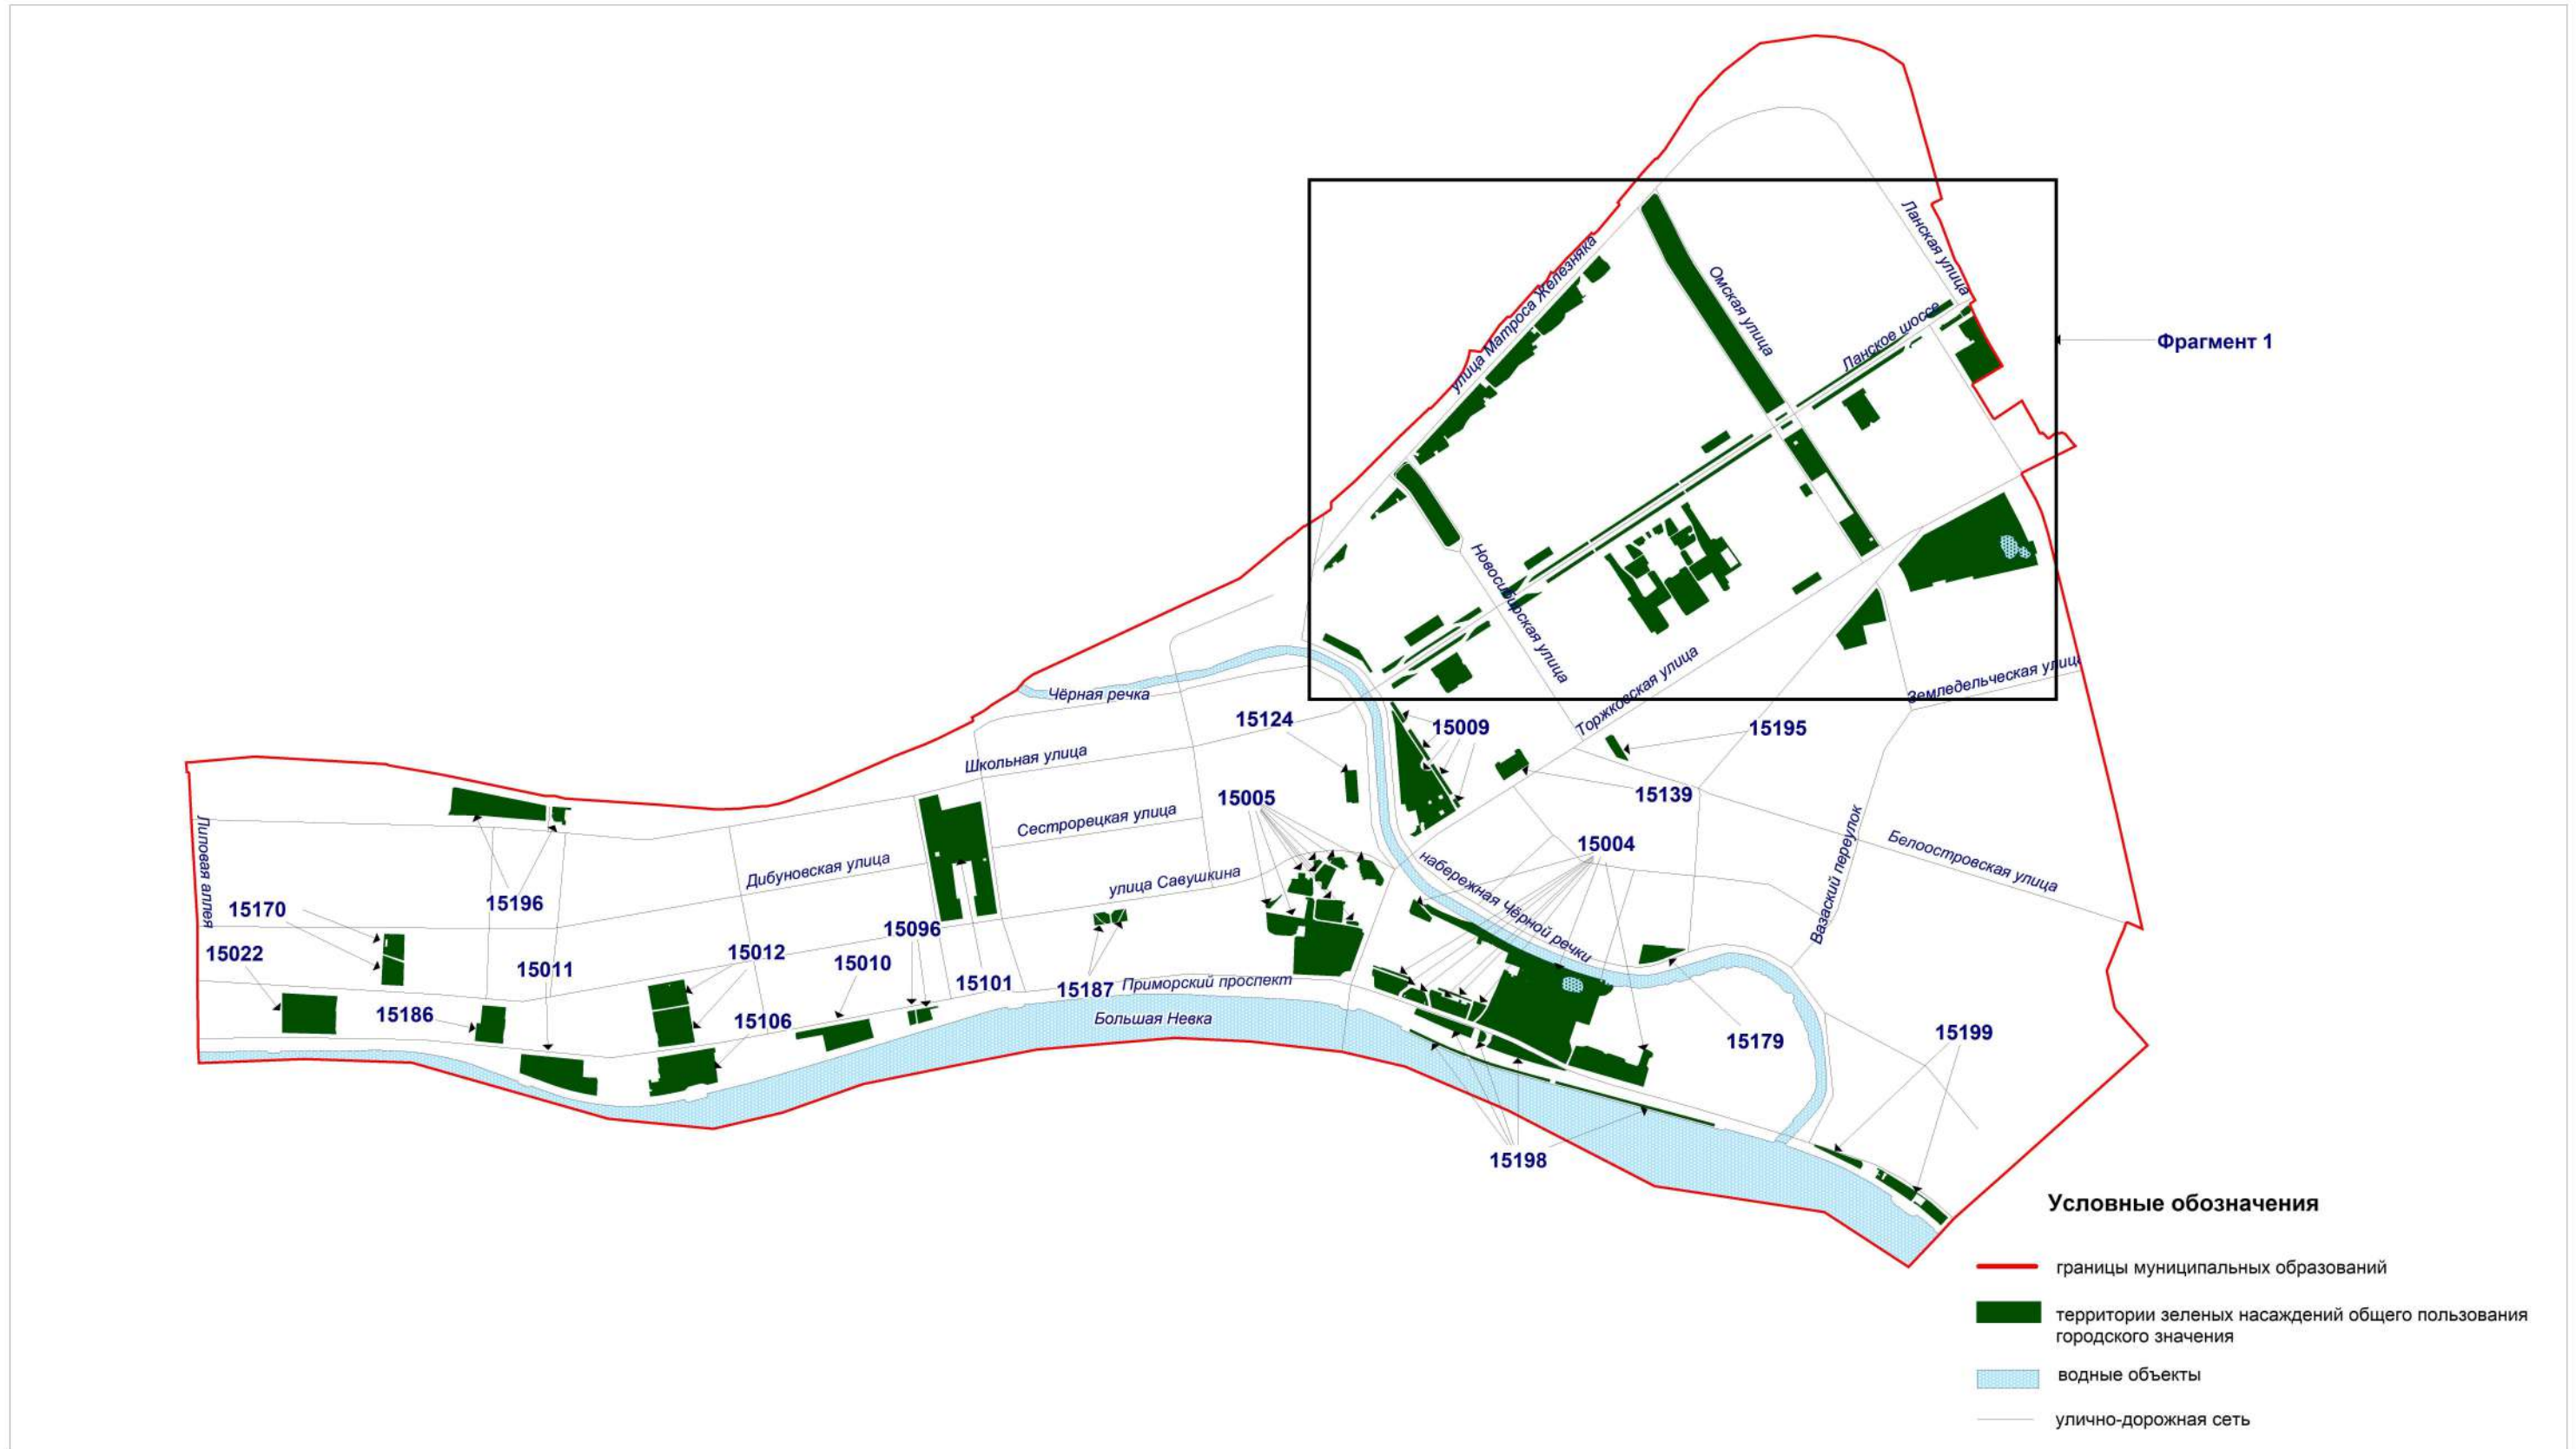 Ланская улица
улица Матроса Железняка
Омская улица
Ланское шоссе
Фрагмент 1
Новосибирская улица
Торжковская улица
Земледельческая улица
Чёрная речка
15124
15009
15195
Школьная улица
15139
15005
Сестрорецкая улица
15004
Липовая аллея
Дибуновская улица
улица Савушкина
набережная Чёрной речки
Вазаский переулок
Белоостровская улица
15196
15170
15096
15022
15012
15010
15011
15101
15187
Приморский проспект
15186
15106
Большая Невка
15179
15199
15198
Условные обозначения
границы муниципальных образований
территории зеленых насаждений общего пользования
городского значения
водные объекты
улично-дорожная сеть